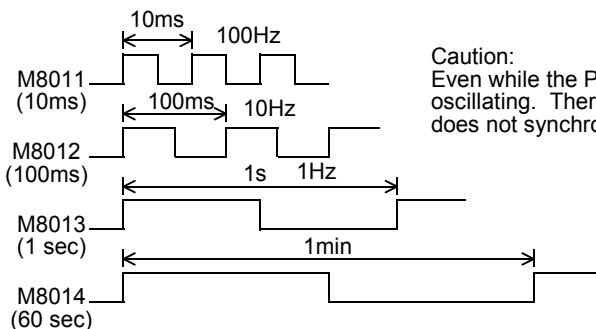 10ms
100Hz
M8011
(10ms)
100ms
10Hz
M8012
(100ms)
1s
1Hz
M8013
(1 sec)
1min
M8014
(60 sec)
Caution:
Even while the P
oscillating. Ther
does not synchro